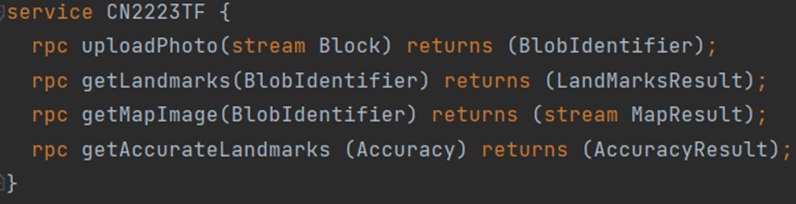 service CN2223TF {
rpc uploadPhoto(stream Block) returns (BlobIdentifier);
rpc getLandmarks(BlobIdentifier) returns (LandMarksResult);
rpc getMapImage(BlobIdentifier) returns (stream MapResult);
rpc getAccurateLandmarks (Accuracy) returns (AccuracyResult);
}